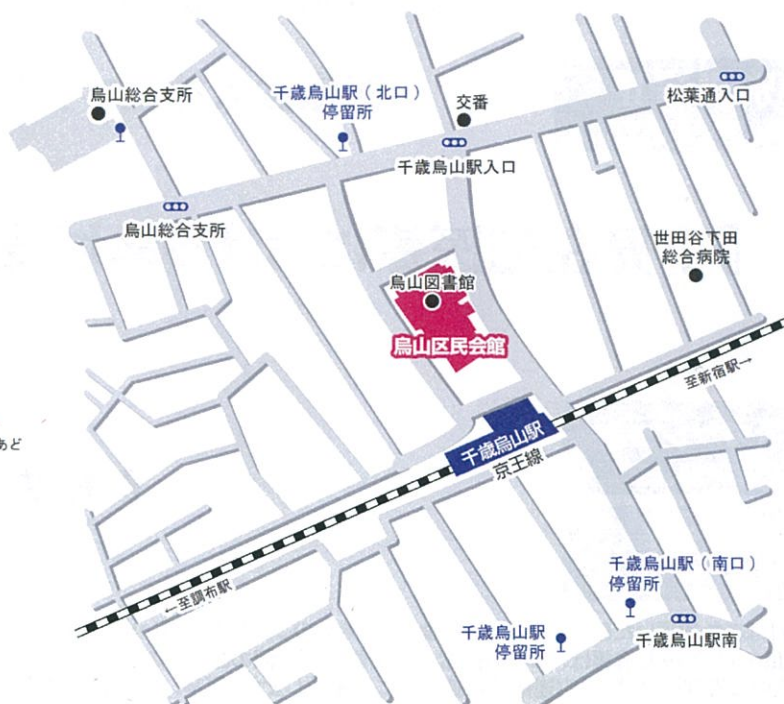 烏山総合支所
千歳烏山駅（北口）
停留所
交番
松葉通入口
千歳烏山駅入口
烏山総合支所
世田谷下田
総合病院
烏山図書館
烏山区民会館
至新宿駅→
あど
千歳烏山駅
京王線
千歳烏山駅（南口）
停留所
←至調布駅
千歳烏山駅
停留所
千歳烏山駅南